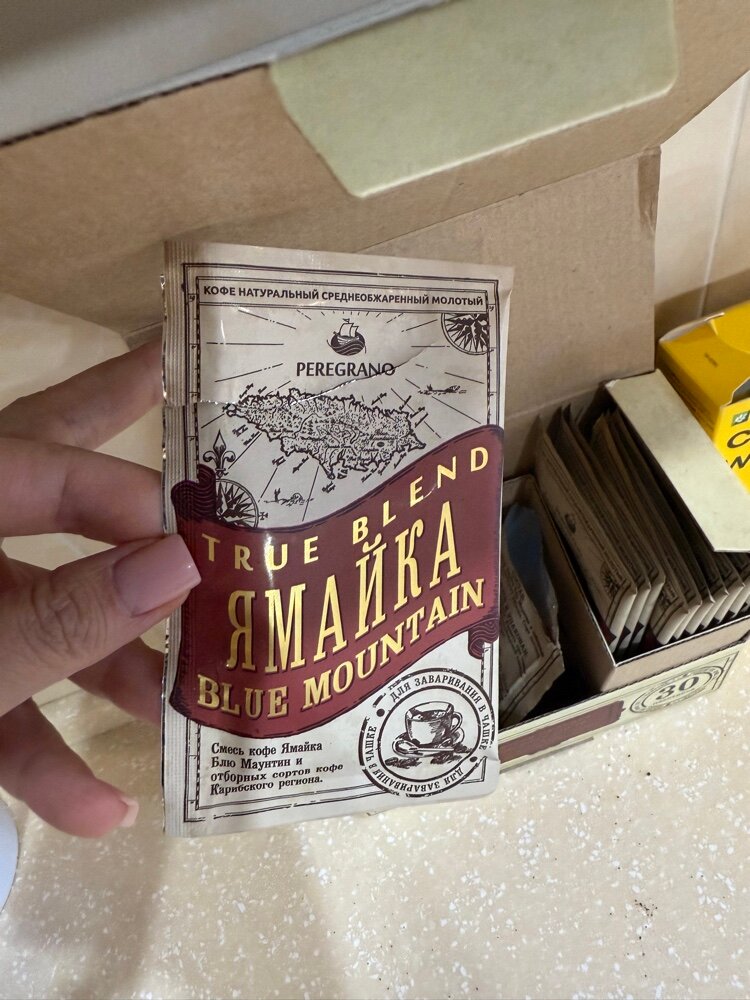 КОФЕ НАТУРАЛЬНЫЙ СРЕДНЕОБЖАРЕННЫЙ МОЛОТЫЙ
PEREGRANO
TRUE BLEND
ЯМАЙКА
BLUE MOUNTAIN
Смесь кофе Ямайка
Блю Маунтин и
отборных сортов кофе
Карибского региона.
ДЛЯ ЗАВАРИВАНИЯ В ЧАШКЕ
ДЛЯ ЗАВАРИВАНИЯ В ЧАШКЕ
30